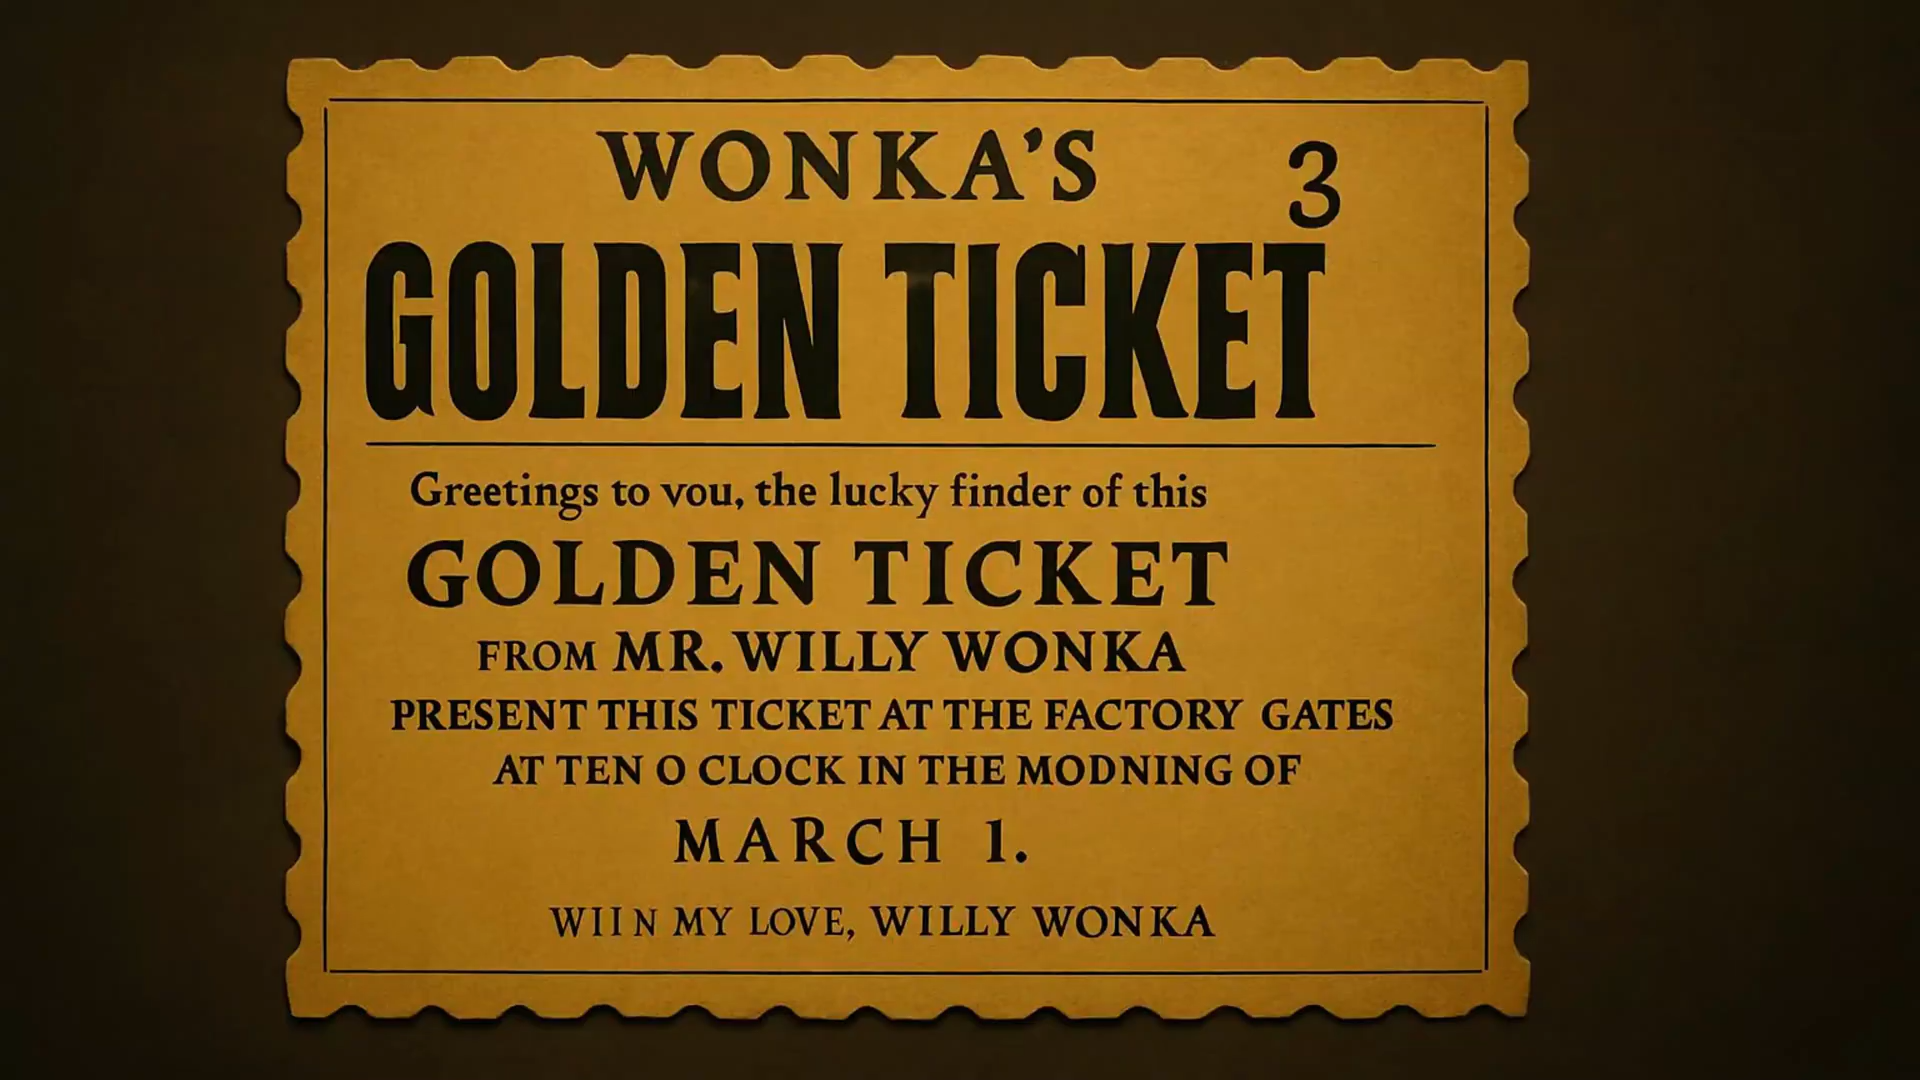 WONKA'S
3
GOLDEN TICKET
Greetings to you, the lucky finder of this
GOLDEN TICKET
FROM MR. WILLY WONKA
PRESENT THIS TICKET AT THE FACTORY GATES
AT TEN O CLOCK IN THE MODNING OF
MARCH 1.
WIIN MY LOVE, WILLY WONKA